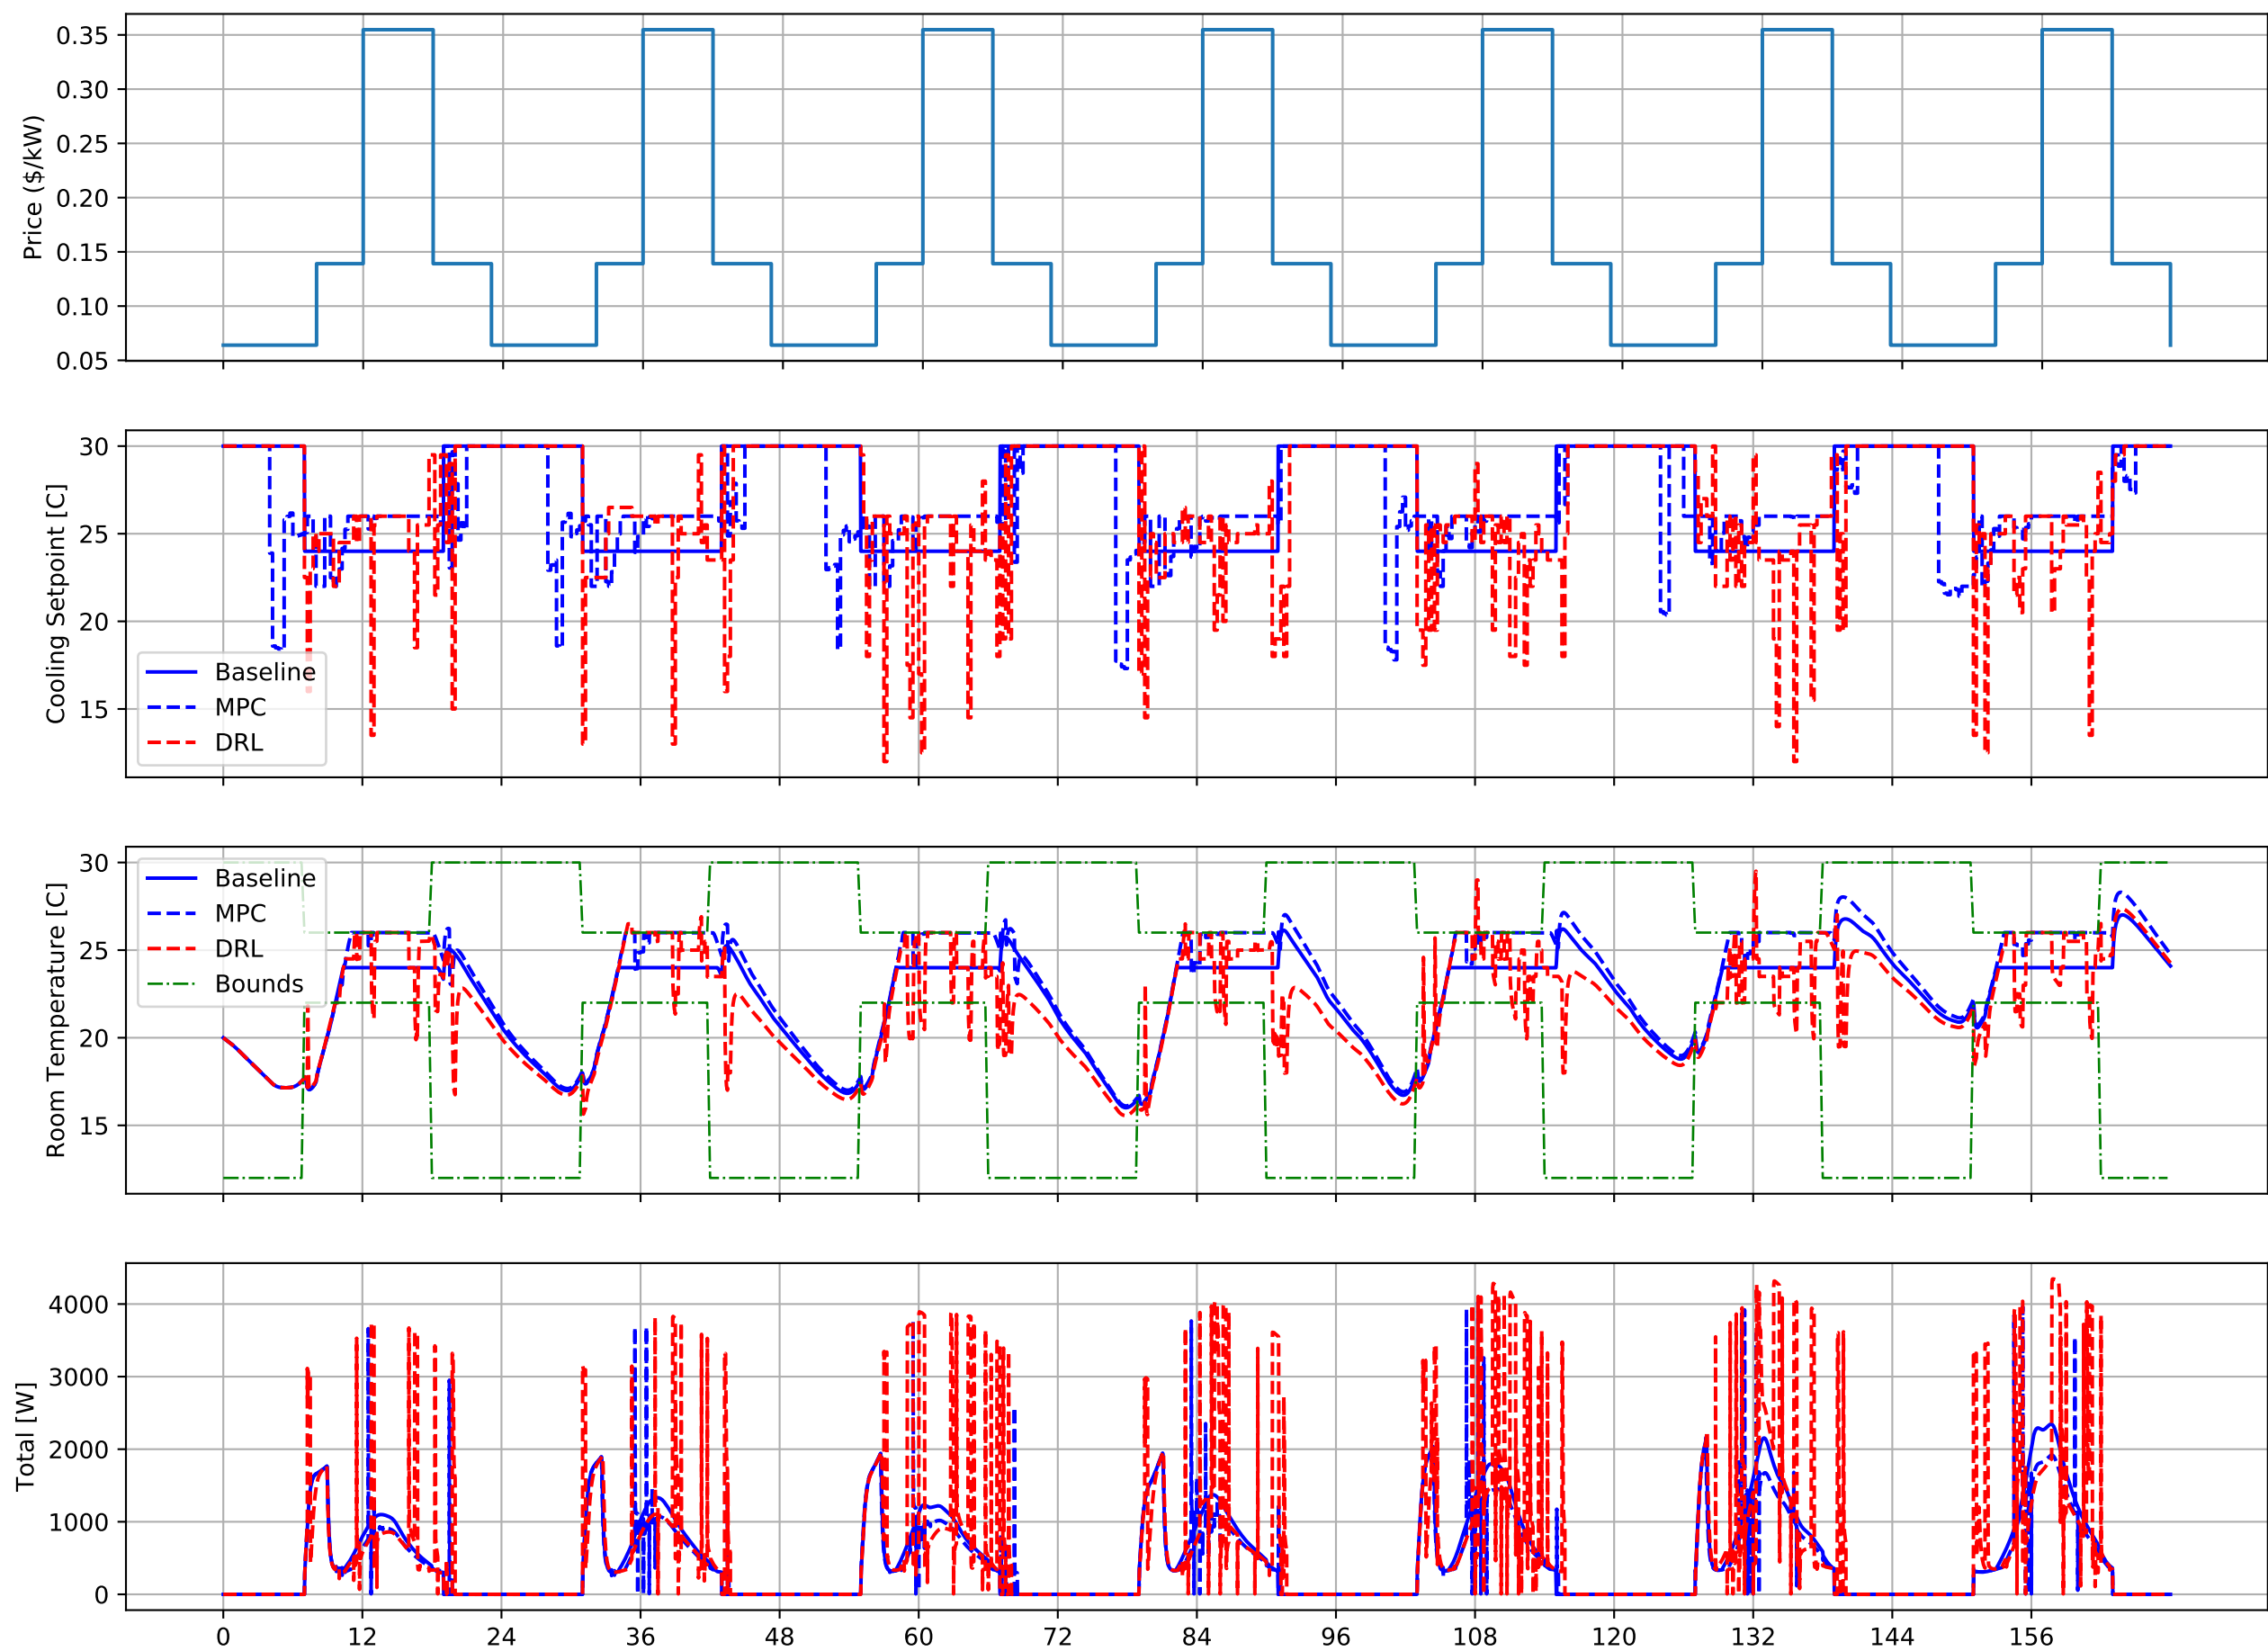 Price ($/kW)
0.35
0.30
0.25
0.20
0.15
0.10
0.05
Cooling Setpoint [C]
30
25
20
15
Baseline
MPC
DRL
Room Temperature [C]
30
25
20
15
Baseline
MPC
DRL
Bounds
Total [W]
4000
3000
2000
1000
0
0 12 24 36 48 60 72 84 96 108 120 132 144 156